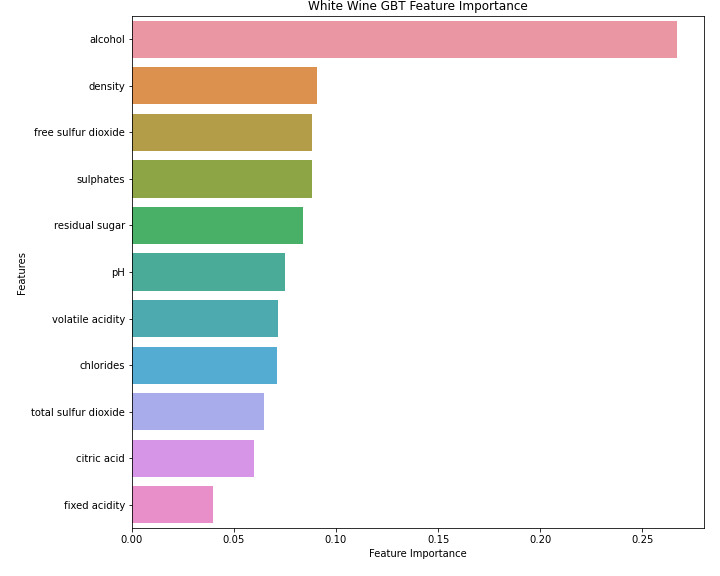 White Wine GBT Feature Importance
alcohol
density
free sulfur dioxide
sulphates
residual sugar
pH
volatile acidity
chlorides
total sulfur dioxide
citric acid
fixed acidity
Features
0.00 0.05 0.10 0.15 0.20 0.25
Feature Importance